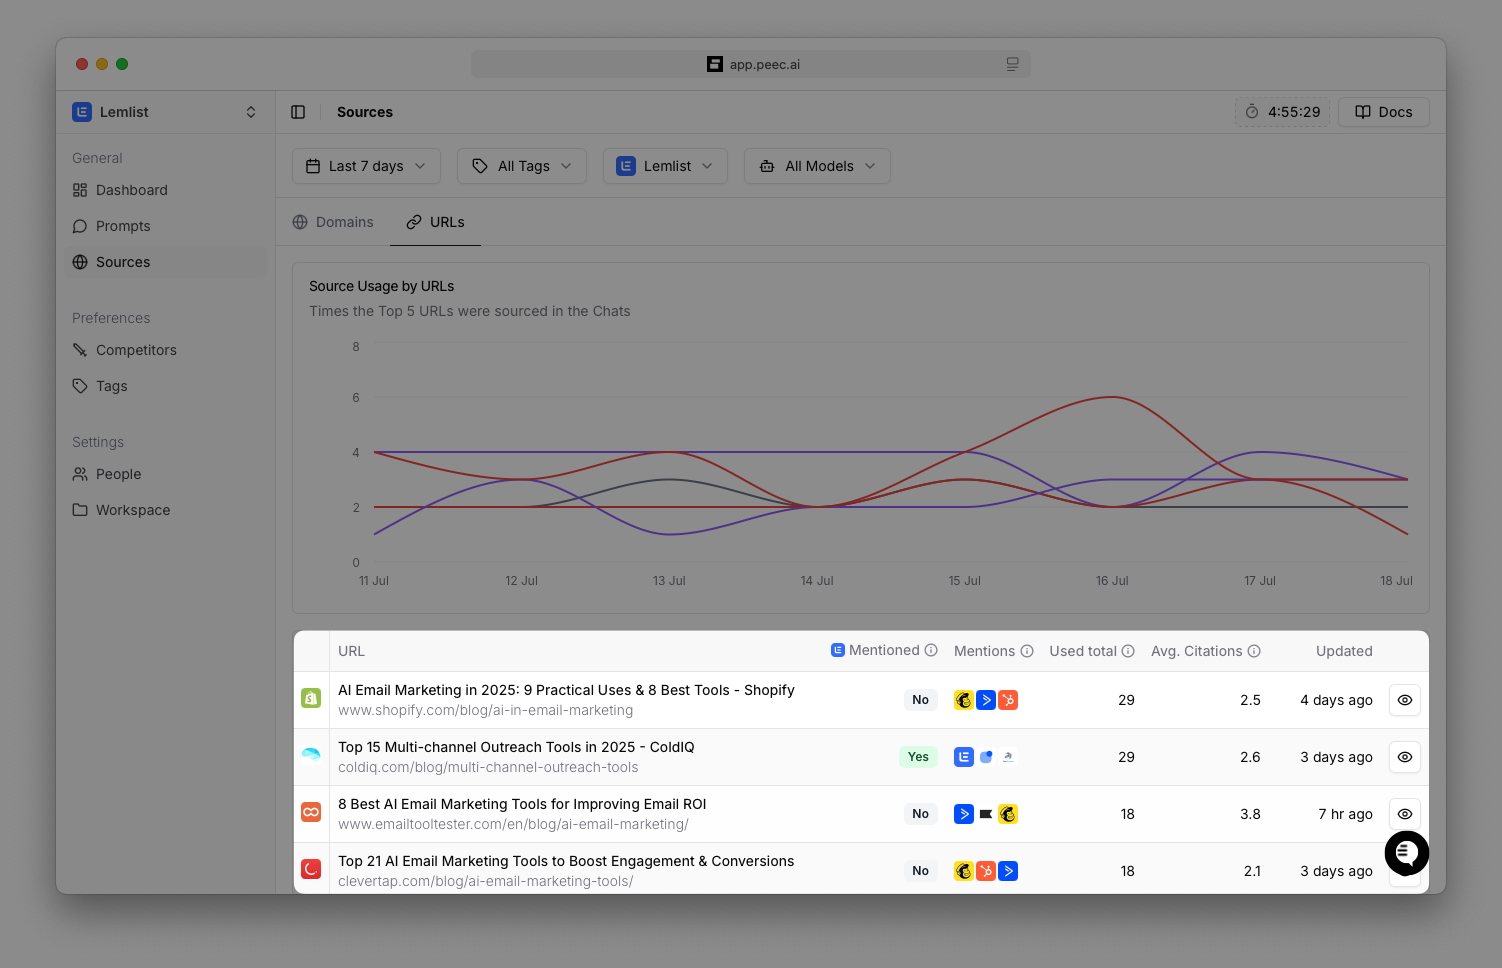 app.peec.ai
Lemlist
Sources
4:55:29
Docs
General
Dashboard
Prompts
Sources
Preferences
Competitors
Tags
Settings
People
Workspace
Last 7 days
All Tags
Lemlist
All Models
Domains
URLs
Source Usage by URLs
Times the Top 5 URLs were sourced in the Chats
8
6
4
2
0
11 Jul
12 Jul
13 Jul
14 Jul
15 Jul
16 Jul
17 Jul
18 Jul
URL
Mentioned
Mentions
Used total
Avg. Citations
Updated
AI Email Marketing in 2025: 9 Practical Uses & 8 Best Tools - Shopify
www.shopify.com/blog/ai-in-email-marketing
No
29
2.5
4 days ago
Top 15 Multi-channel Outreach Tools in 2025 - ColdIQ
coldiq.com/blog/multi-channel-outreach-tools
Yes
29
2.6
3 days ago
8 Best AI Email Marketing Tools for Improving Email ROI
www.emailtooltester.com/en/blog/ai-email-marketing/
No
18
3.8
7 hr ago
Top 21 AI Email Marketing Tools to Boost Engagement & Conversions
clevertap.com/blog/ai-email-marketing-tools/
No
18
2.1
3 days ago